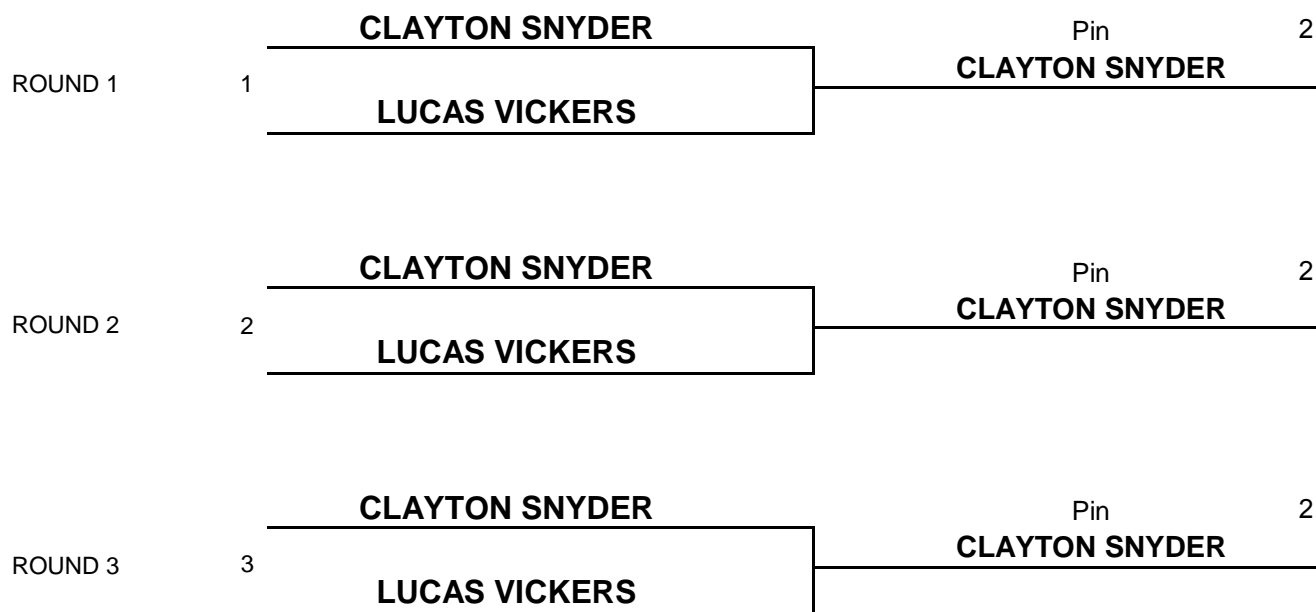 CLAYTON SNYDER
Pin 2
ROUND 1 1 CLAYTON SNYDER
LUCAS VICKERS
CLAYTON SNYDER
Pin 2
ROUND 2 2 CLAYTON SNYDER
LUCAS VICKERS
CLAYTON SNYDER
Pin 2
ROUND 3 3 CLAYTON SNYDER
LUCAS VICKERS